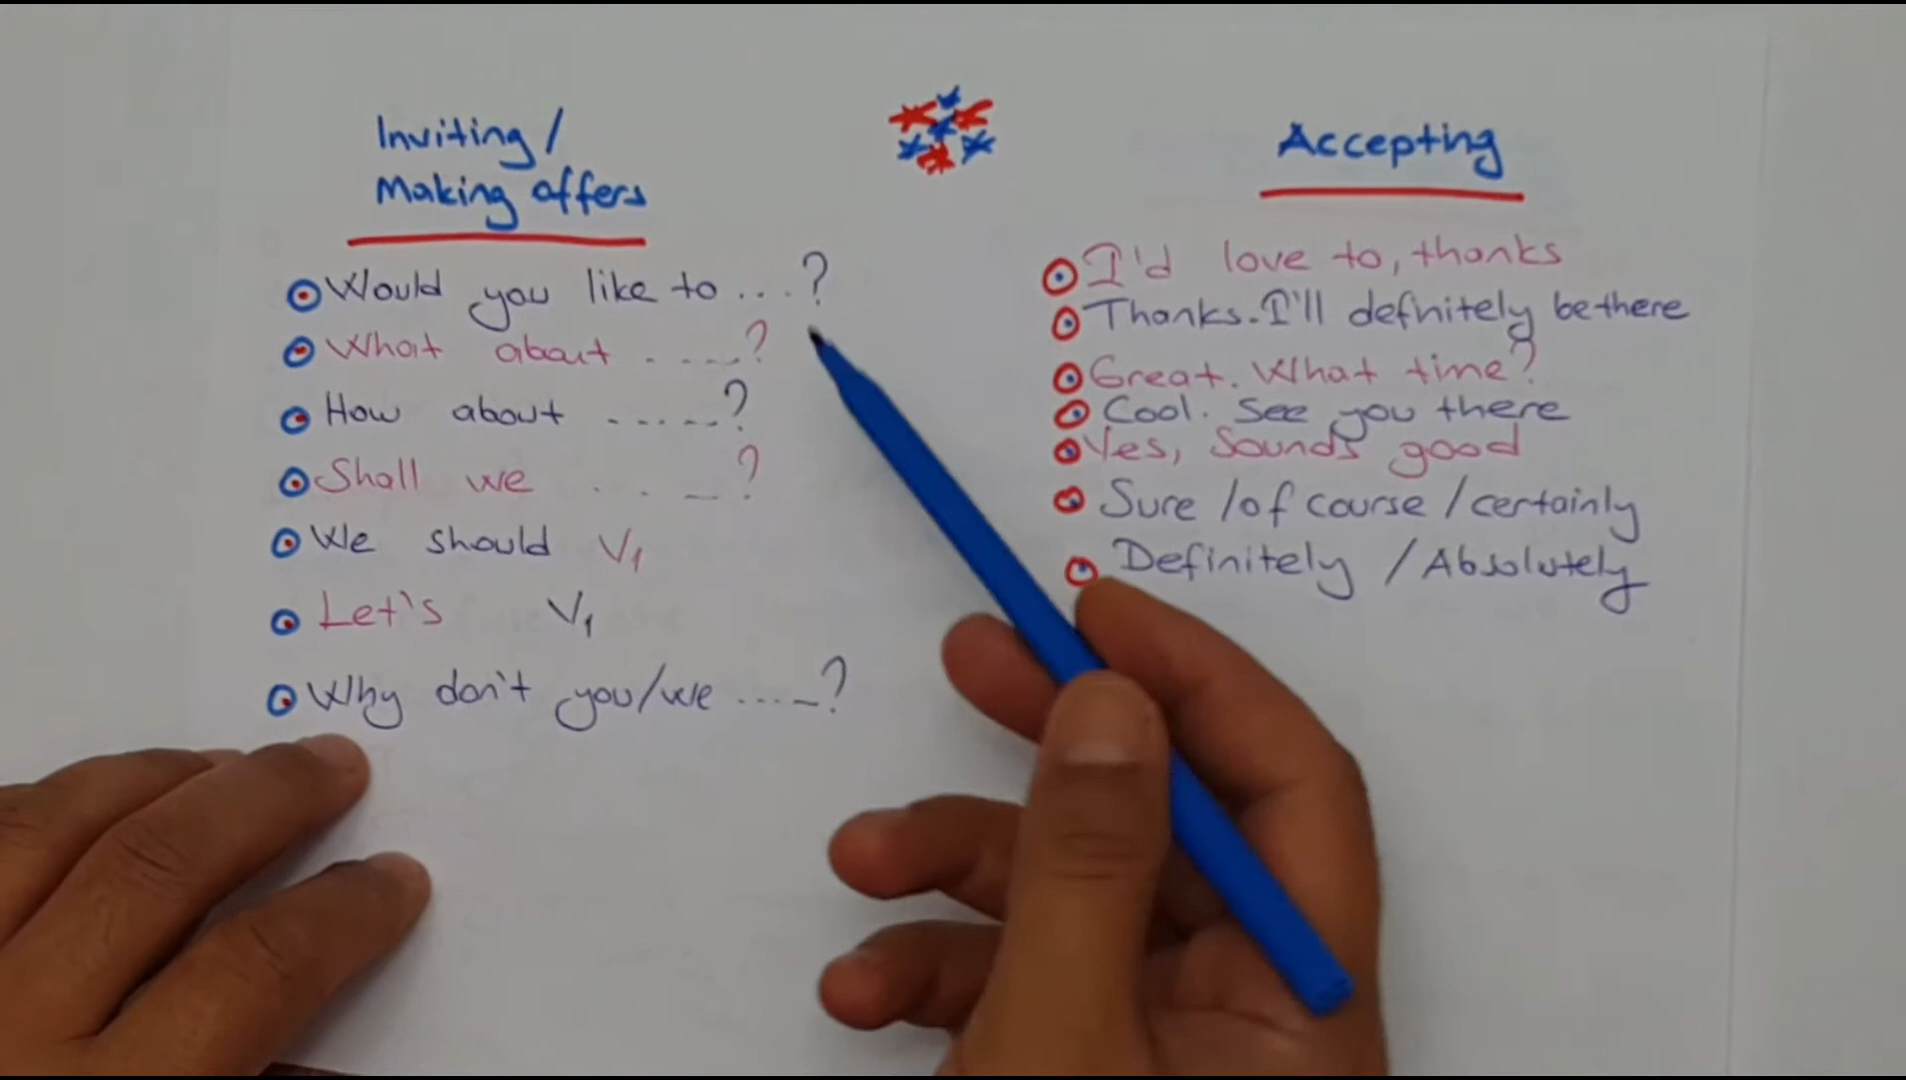 Inviting /
Making offers
Would you like to ...?
What about .....?
How about .....?
Shall we ...?
We should V1
Let's V1
Why don't you/we .....?
Accepting
I'd love to, thanks
Thanks. I'll defnitely be there
Great. What time?
Cool. See you there
Yes, Sounds good
Sure / of course / certainly
Definitely / Absolutely